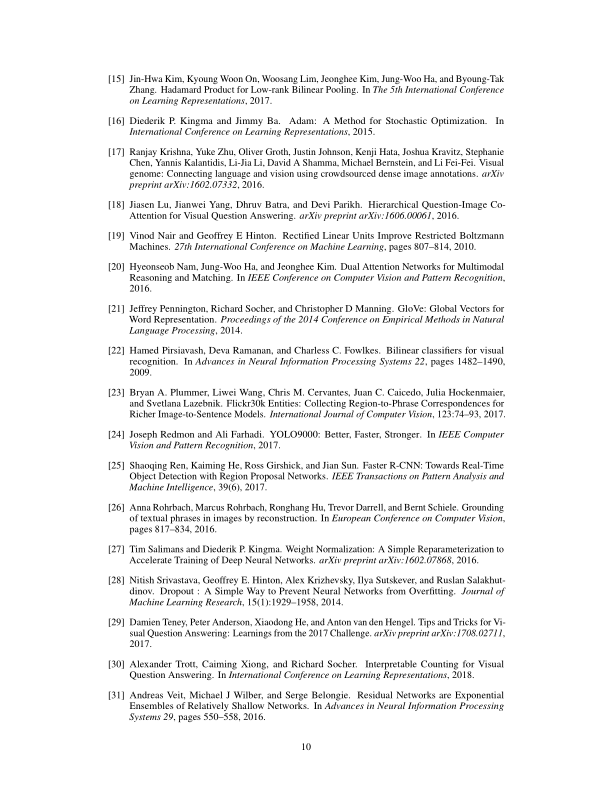 [15] Jin-Hwa Kim, Kyoung Woon On, Woosang Lim, Jeonghee Kim, Jung-Woo Ha, and Byoung-Tak
Zhang. Hadamard Product for Low-rank Bilinear Pooling. In The 5th International Conference
on Learning Representations, 2017.
[16] Diederik P. Kingma and Jimmy Ba. Adam: A Method for Stochastic Optimization. In
International Conference on Learning Representations, 2015.
[17] Ranjay Krishna, Yuke Zhu, Oliver Groth, Justin Johnson, Kenji Hata, Joshua Kravitz, Stephanie
Chen, Yannis Kalantidis, Li-Jia Li, David A Shamma, Michael Bernstein, and Li Fei-Fei. Visual
genome: Connecting language and vision using crowdsourced dense image annotations. arXiv
preprint arXiv:1602.07332, 2016.
[18] Jiasen Lu, Jianwei Yang, Dhruv Batra, and Devi Parikh. Hierarchical Question-Image Co-
Attention for Visual Question Answering. arXiv preprint arXiv:1606.00061, 2016.
[19] Vinod Nair and Geoffrey E Hinton. Rectified Linear Units Improve Restricted Boltzmann
Machines. 27th International Conference on Machine Learning, pages 807–814, 2010.
[20] Hyeonseob Nam, Jung-Woo Ha, and Jeonghee Kim. Dual Attention Networks for Multimodal
Reasoning and Matching. In IEEE Conference on Computer Vision and Pattern Recognition,
2016.
[21] Jeffrey Pennington, Richard Socher, and Christopher D Manning. GloVe: Global Vectors for
Word Representation. Proceedings of the 2014 Conference on Empirical Methods in Natural
Language Processing, 2014.
[22] Hamed Pirsiavash, Deva Ramanan, and Charless C. Fowlkes. Bilinear classifiers for visual
recognition. In Advances in Neural Information Processing Systems 22, pages 1482–1490,
2009.
[23] Bryan A. Plummer, Liwei Wang, Chris M. Cervantes, Juan C. Caicedo, Julia Hockenmaier,
and Svetlana Lazebnik. Flickr30k Entities: Collecting Region-to-Phrase Correspondences for
Richer Image-to-Sentence Models. International Journal of Computer Vision, 123:74–93, 2017.
[24] Joseph Redmon and Ali Farhadi. YOLO9000: Better, Faster, Stronger. In IEEE Computer
Vision and Pattern Recognition, 2017.
[25] Shaoqing Ren, Kaiming He, Ross Girshick, and Jian Sun. Faster R-CNN: Towards Real-Time
Object Detection with Region Proposal Networks. IEEE Transactions on Pattern Analysis and
Machine Intelligence, 39(6), 2017.
[26] Anna Rohrbach, Marcus Rohrbach, Ronghang Hu, Trevor Darrell, and Bernt Schiele. Grounding
of textual phrases in images by reconstruction. In European Conference on Computer Vision,
pages 817–834, 2016.
[27] Tim Salimans and Diederik P. Kingma. Weight Normalization: A Simple Reparameterization to
Accelerate Training of Deep Neural Networks. arXiv preprint arXiv:1602.07868, 2016.
[28] Nitish Srivastava, Geoffrey E. Hinton, Alex Krizhevsky, Ilya Sutskever, and Ruslan Salakhut-
dinov. Dropout : A Simple Way to Prevent Neural Networks from Overfitting. Journal of
Machine Learning Research, 15(1):1929–1958, 2014.
[29] Damien Teney, Peter Anderson, Xiaodong He, and Anton van den Hengel. Tips and Tricks for Vi-
sual Question Answering: Learnings from the 2017 Challenge. arXiv preprint arXiv:1708.02711,
2017.
[30] Alexander Trott, Caiming Xiong, and Richard Socher. Interpretable Counting for Visual
Question Answering. In International Conference on Learning Representations, 2018.
[31] Andreas Veit, Michael J Wilber, and Serge Belongie. Residual Networks are Exponential
Ensembles of Relatively Shallow Networks. In Advances in Neural Information Processing
Systems 29, pages 550–558, 2016.
10